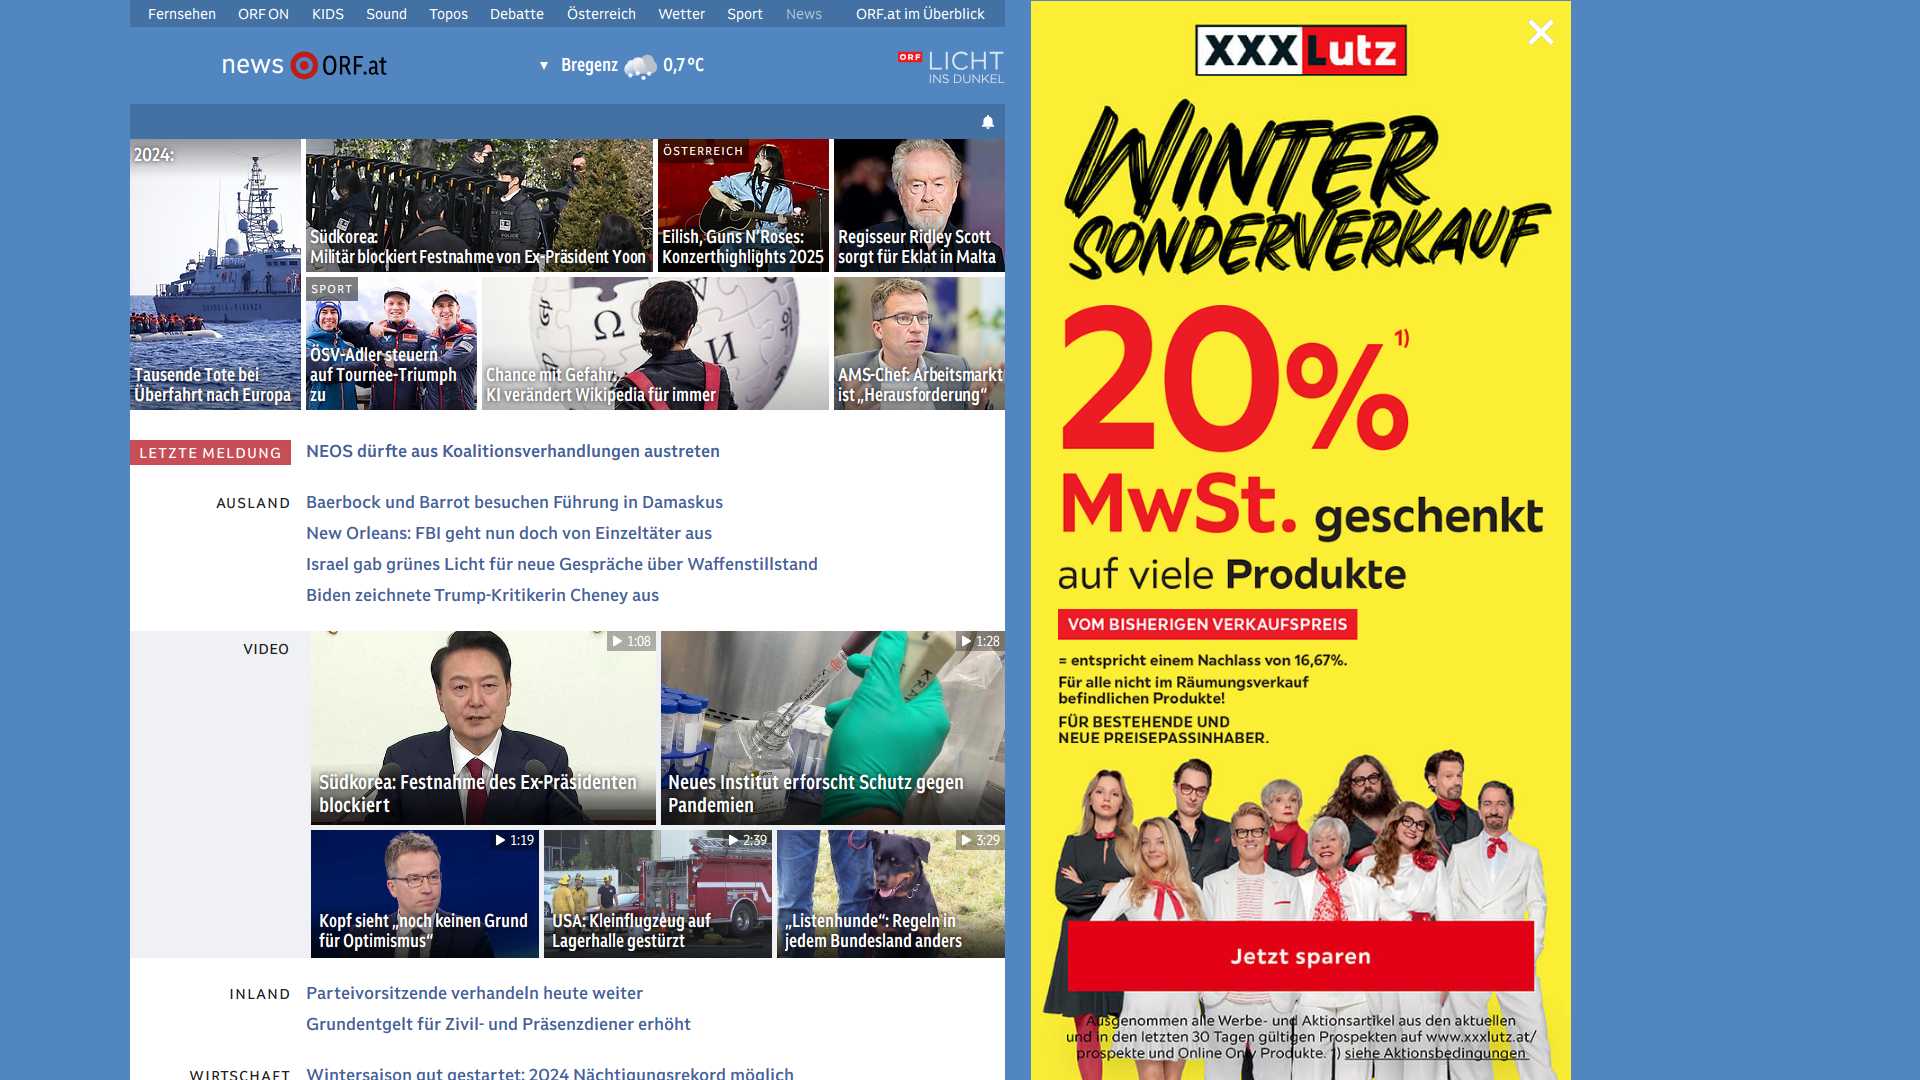 Fernsehen ORF ON KIDS Sound Topos Debatte Österreich Wetter Sport News ORF.at im Überblick
news ORF.at
Bregenz 0,7 ºC
ORF LICHT
INS DUNKEL
2024:
Tausende Tote bei
Überfahrt nach Europa
Südkorea:
Militär blockiert Festnahme von Ex-Präsident Yoon
ÖSTERREICH
Eilish, Guns N’Roses:
Konzerthighlights 2025
Regisseur Ridley Scott
sorgt für Eklat in Malta
SPORT
ÖSV-Adler steuern
auf Tournee-Triumph
zu
Chance mit Gefahr:
KI verändert Wikipedia für immer
AMS-Chef: Arbeitsmarkt
ist „Herausforderung“
LETZTE MELDUNG
NEOS dürfte aus Koalitionsverhandlungen austreten
AUSLAND
Baerbock und Barrot besuchen Führung in Damaskus
New Orleans: FBI geht nun doch von Einzeltäter aus
Israel gab grünes Licht für neue Gespräche über Waffenstillstand
Biden zeichnete Trump-Kritikerin Cheney aus
VIDEO
1:08
Südkorea: Festnahme des Ex-Präsidenten
blockiert
1:28
Neues Institut erforscht Schutz gegen
Pandemien
1:19
Kopf sieht „noch keinen Grund
für Optimismus“
2:39
USA: Kleinflugzeug auf
Lagerhalle gestürzt
3:29
„Listenhunde“: Regeln in
jedem Bundesland anders
INLAND
Parteivorsitzende verhandeln heute weiter
Grundentgelt für Zivil- und Präsenzdiener erhöht
WIRTSCHAFT
Wintersaison gut gestartet: 2024 Nächtigungsrekord möglich
XXXLutz
WINTER
SONDERVERKAUF
20% 1)
MwSt. geschenkt
auf viele Produkte
VOM BISHERIGEN VERKAUFSPREIS
= entspricht einem Nachlass von 16,67%.
Für alle nicht im Räumungsverkauf
befindlichen Produkte!
FÜR BESTEHENDE UND
NEUE PREISEPASSINHABER.
Jetzt sparen
Ausgenommen alle Werbe- und Aktionsartikel aus den aktuellen
und in den letzten 30 Tagen gültigen Prospekten auf www.xxxlutz.at/
prospekte und Online Only Produkte. 1) siehe Aktionsbedingungen